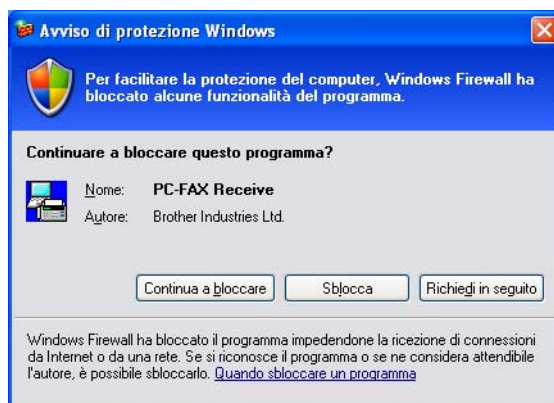 Avviso di protezione Windows
Per facilitare la protezione del computer, Windows Firewall ha
bloccato alcune funzionalità del programma.
Continuare a bloccare questo programma?
Nome: PC-FAX Receive
Autore: Brother Industries Ltd.
Continua a bloccare Sblocca Richiedi in seguito
Windows Firewall ha bloccato il programma impedendone la ricezione di connessioni
da Internet o da una rete. Se si riconosce il programma o se ne considera attendibile
l'autore, è possibile sbloccarlo. Quando sbloccare un programma